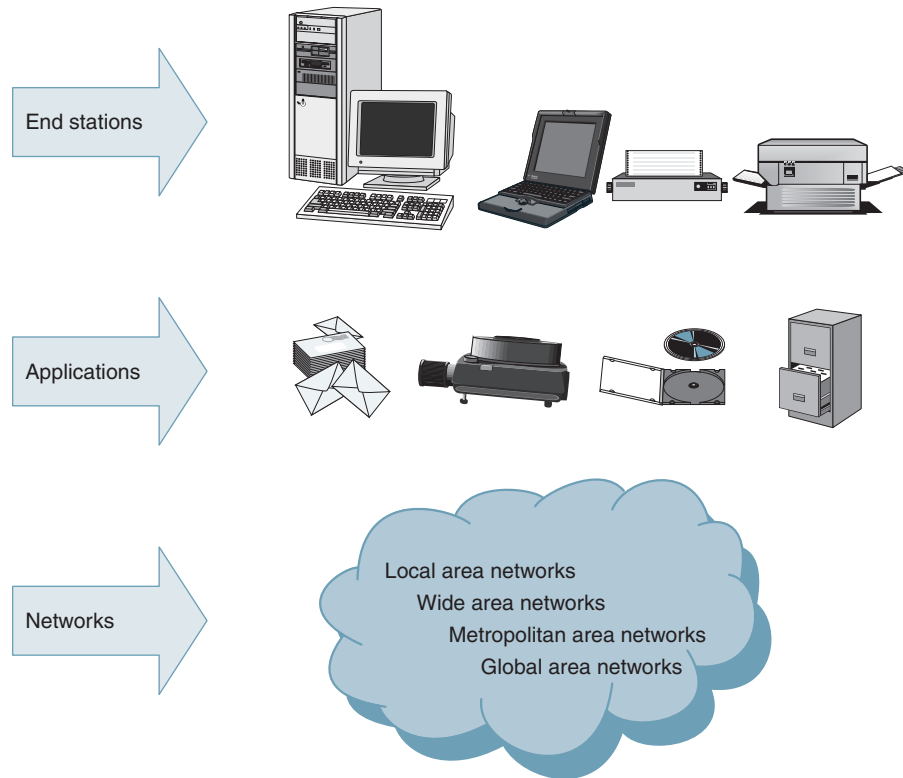 End stations
Applications
Networks
Local area networks
Wide area networks
Metropolitan area networks
Global area networks